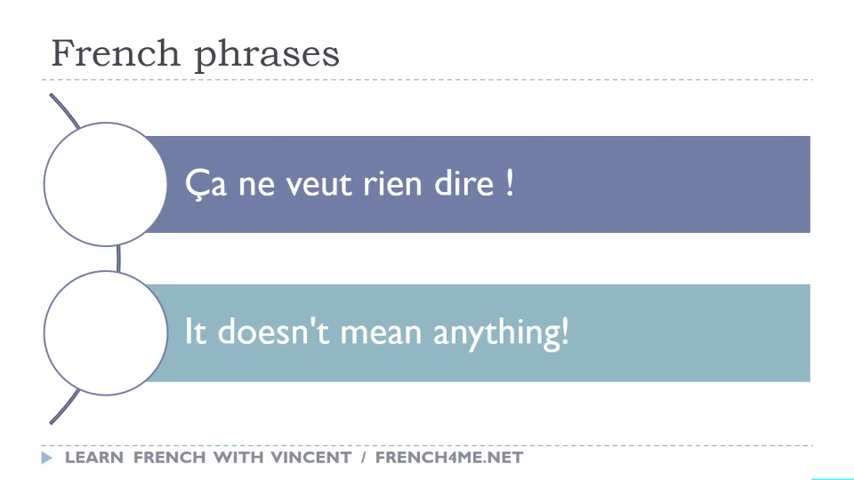 French phrases
Ça ne veut rien dire !
It doesn't mean anything!
LEARN FRENCH WITH VINCENT / FRENCH4ME.NET